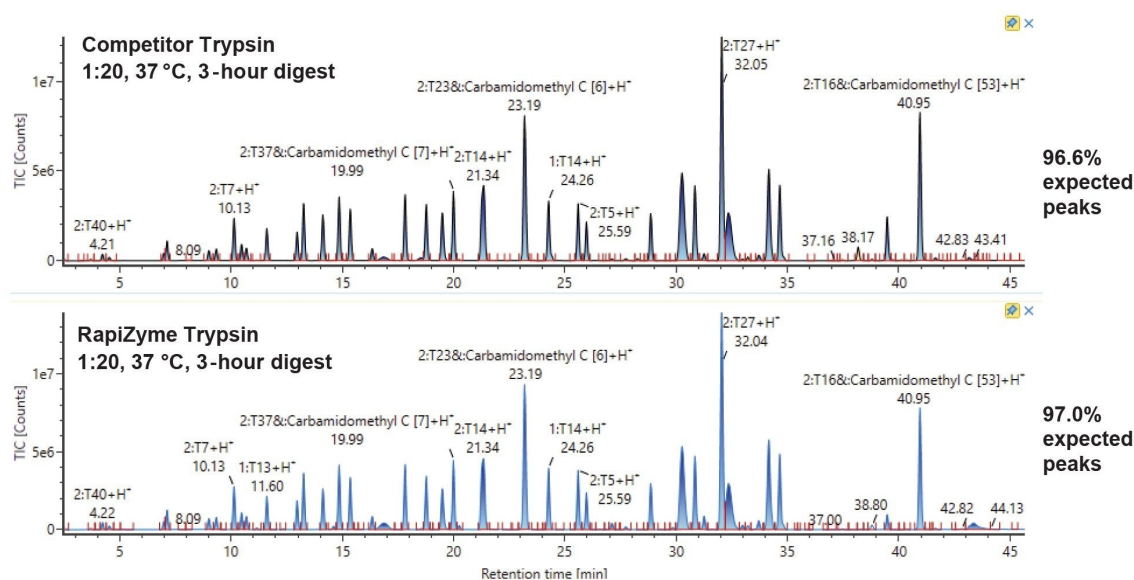 Competitor Trypsin
1:20, 37 °C, 3-hour digest
TIC [Counts]
1e7
5e6
0
2:T40+H⁺
4.21
8.09
2:T7+H⁺
10.13
2:T37&:Carbamidomethyl C [7]+H⁺
19.99
2:T14+H⁺
21.34
2:T23&:Carbamidomethyl C [6]+H⁺
23.19
1:T14+H⁺
24.26
2:T5+H⁺
25.59
2:T27+H⁺
32.05
37.16
38.17
2:T16&:Carbamidomethyl C [53]+H⁺
40.95
42.83
43.41
5
10
15
20
25
30
35
40
45
96.6%
expected
peaks
RapiZyme Trypsin
1:20, 37 °C, 3-hour digest
TIC [Counts]
1e7
5e6
0
2:T40+H⁺
4.22
8.09
2:T7+H⁺
10.13
1:T13+H⁺
11.60
2:T37&:Carbamidomethyl C [7]+H⁺
19.99
2:T14+H⁺
21.34
2:T23&:Carbamidomethyl C [6]+H⁺
23.19
1:T14+H⁺
24.26
2:T5+H⁺
25.59
2:T27+H⁺
32.04
37.00
38.80
2:T16&:Carbamidomethyl C [53]+H⁺
40.95
42.82
44.13
5
10
15
20
25
30
35
40
45
Retention time [min]
97.0%
expected
peaks